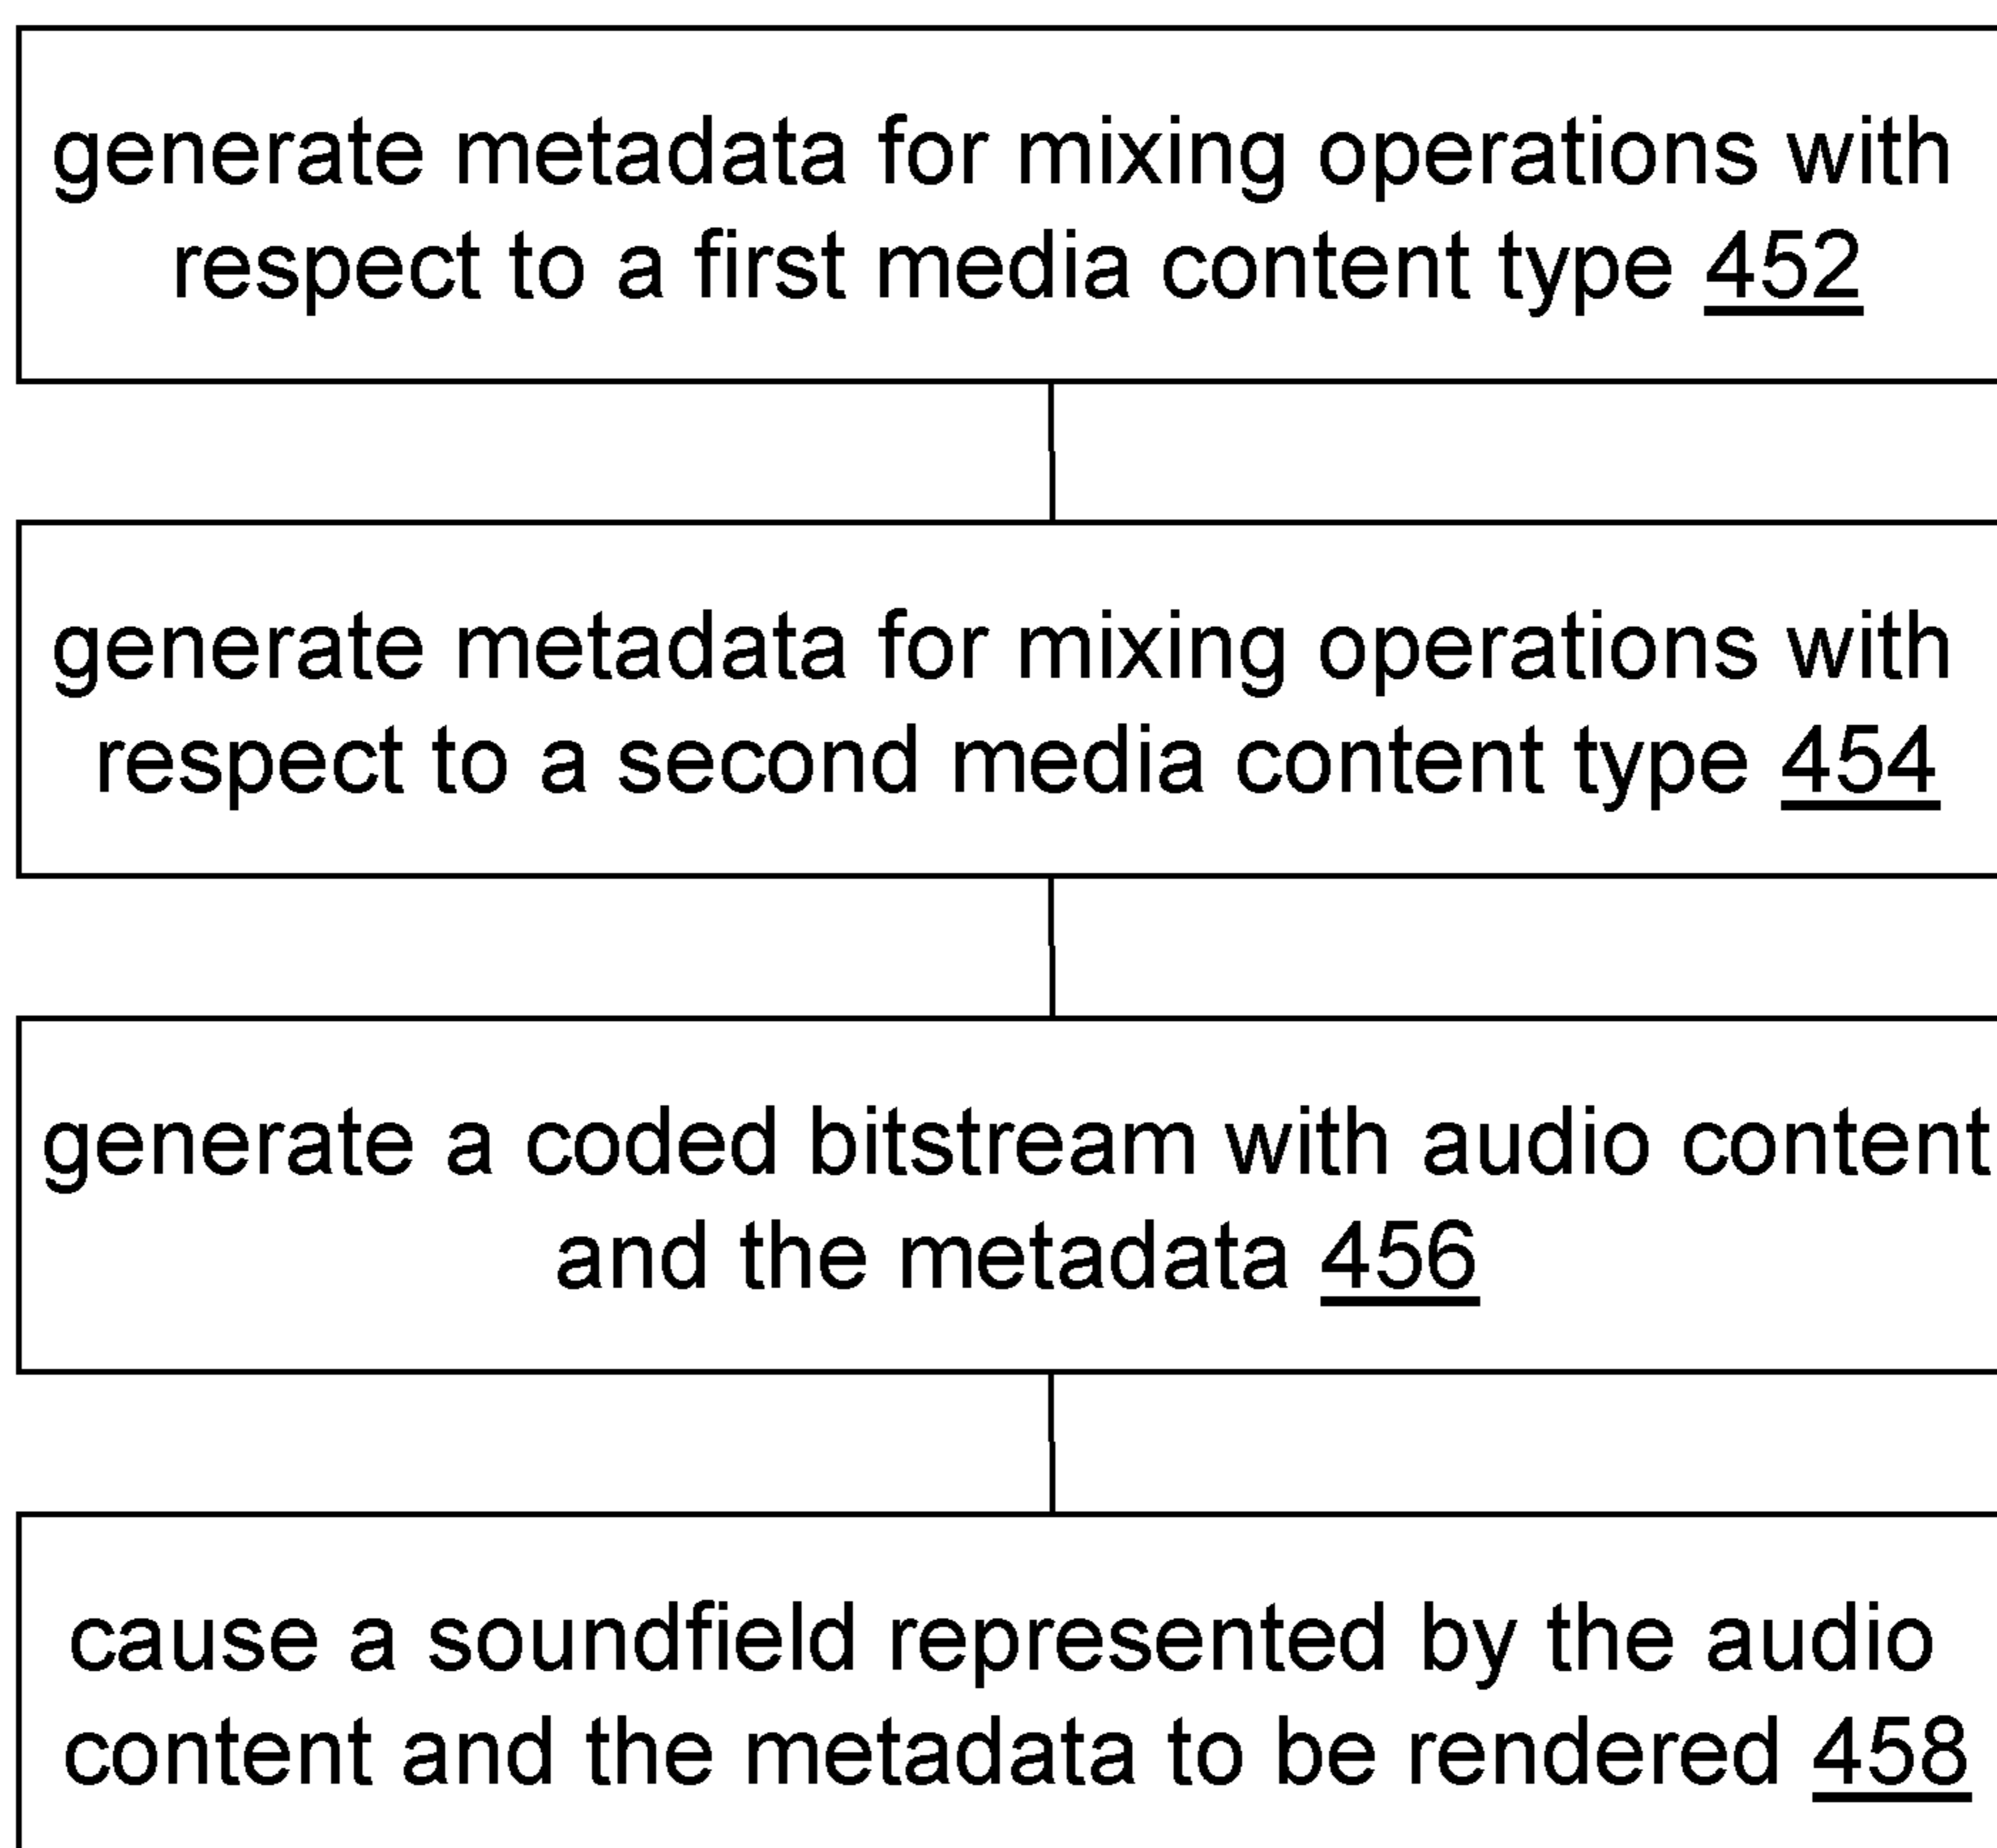 generate metadata for mixing operations with
respect to a first media content type 452
generate metadata for mixing operations with
respect to a second media content type 454
generate a coded bitstream with audio content
and the metadata 456
cause a soundfield represented by the audio
content and the metadata to be rendered 458